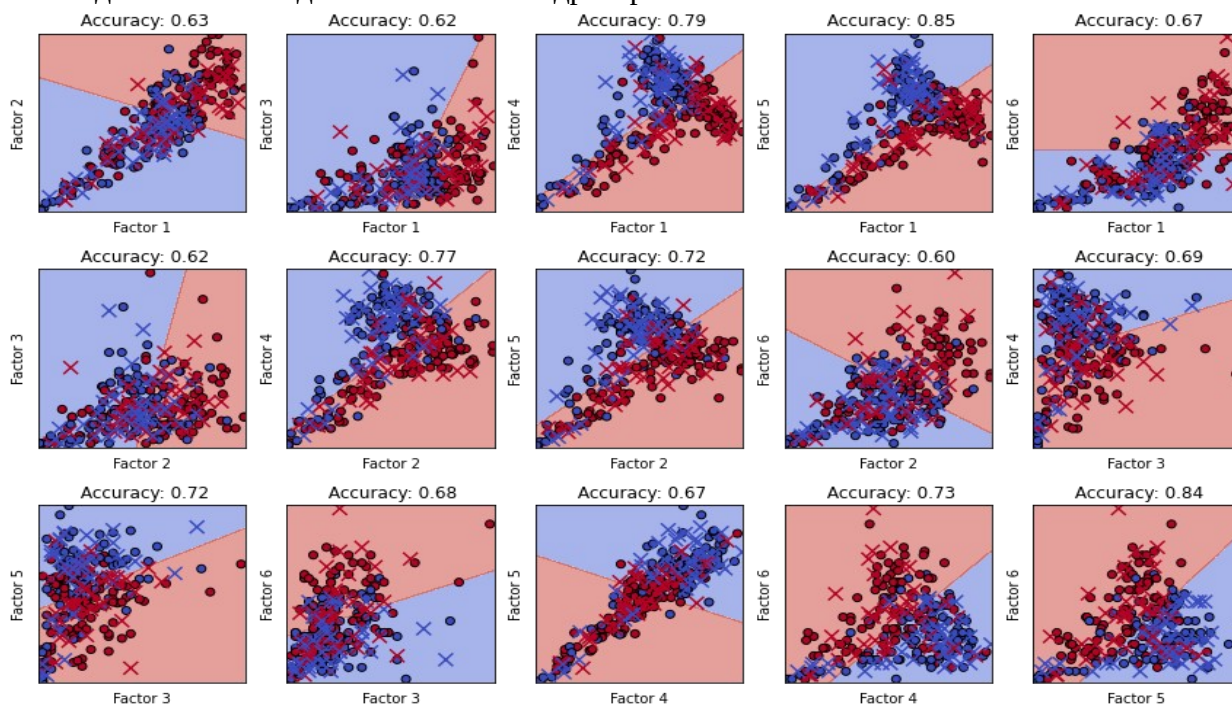 Accuracy: 0.63
Accuracy: 0.62
Accuracy: 0.79
Accuracy: 0.85
Accuracy: 0.67
Factor 2
Factor 3
Factor 4
Factor 5
Factor 6
Factor 1
Factor 1
Factor 1
Factor 1
Factor 1
Accuracy: 0.62
Accuracy: 0.77
Accuracy: 0.72
Accuracy: 0.60
Accuracy: 0.69
Factor 3
Factor 4
Factor 5
Factor 6
Factor 4
Factor 2
Factor 2
Factor 2
Factor 2
Factor 3
Accuracy: 0.72
Accuracy: 0.68
Accuracy: 0.67
Accuracy: 0.73
Accuracy: 0.84
Factor 5
Factor 6
Factor 5
Factor 6
Factor 6
Factor 3
Factor 3
Factor 4
Factor 4
Factor 5